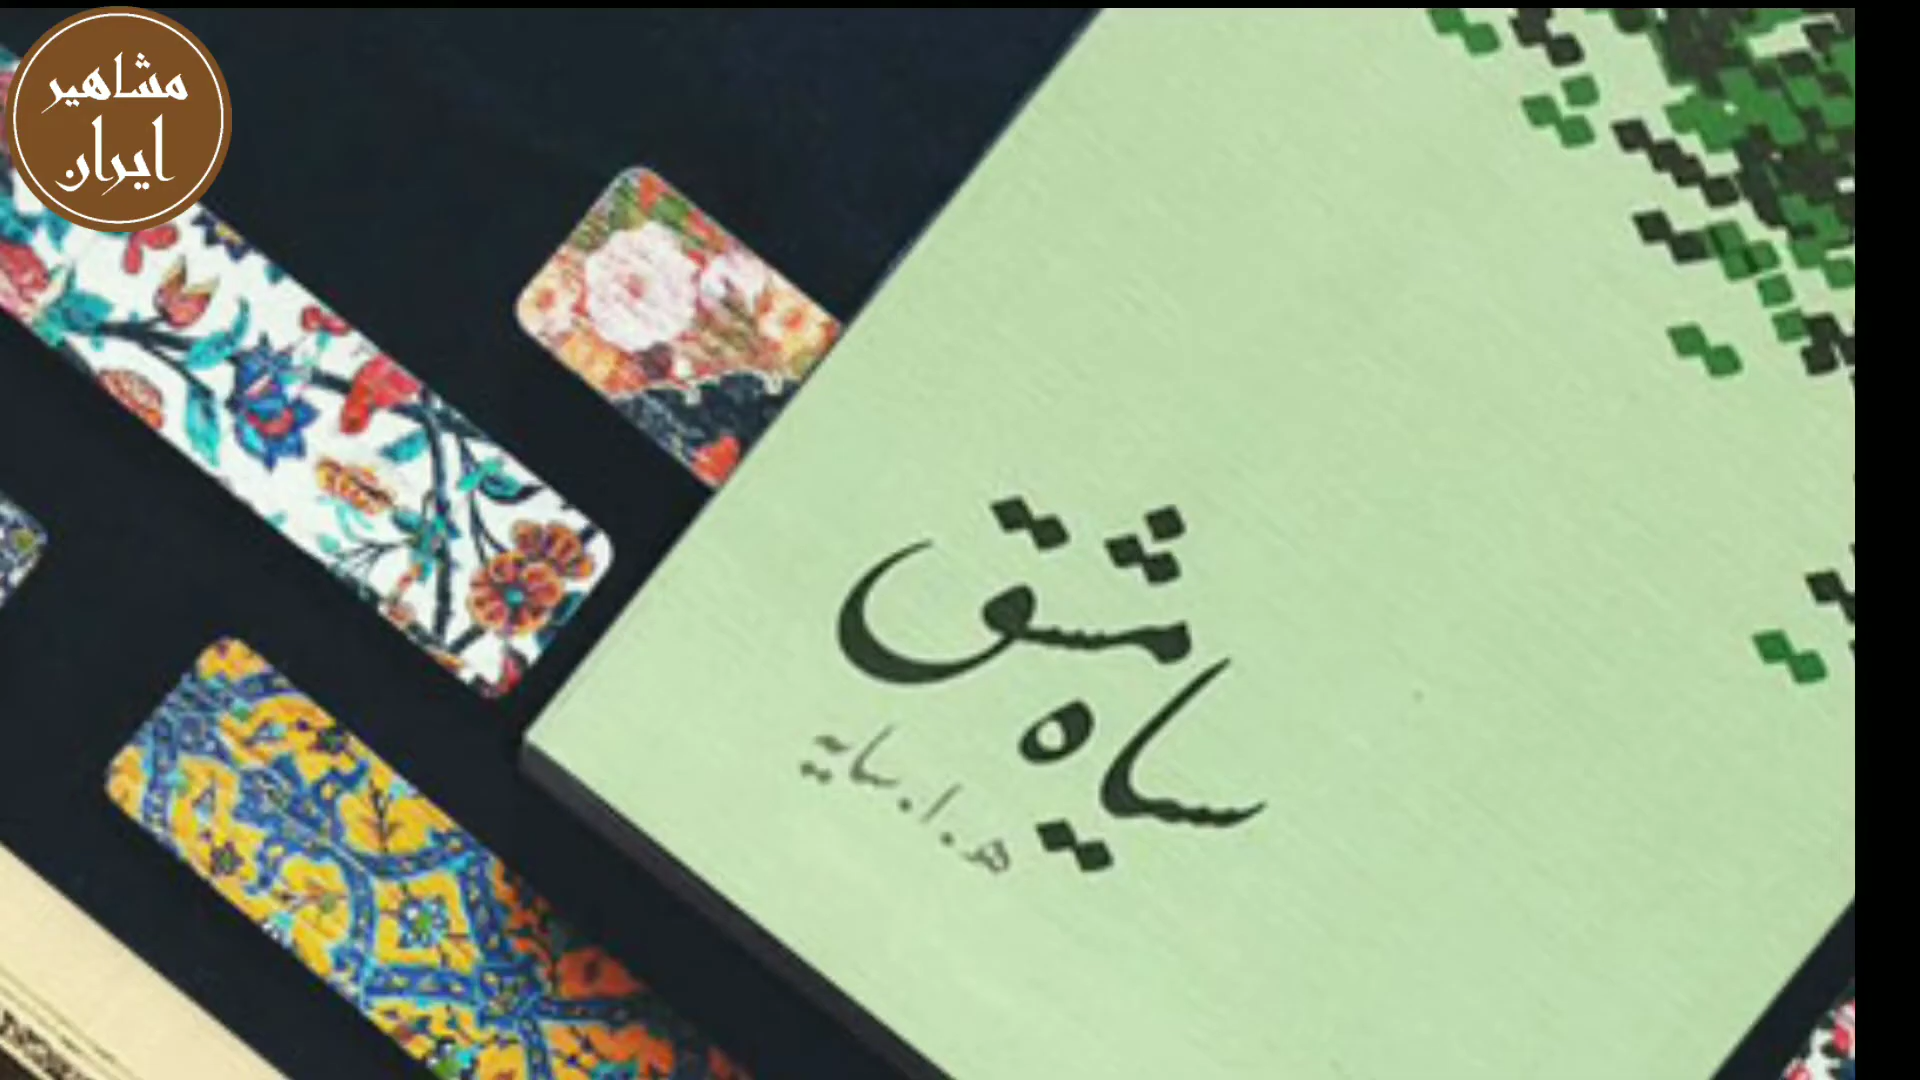 مشاهیر
ایران
سیاه مشق
ه. ا. سایه